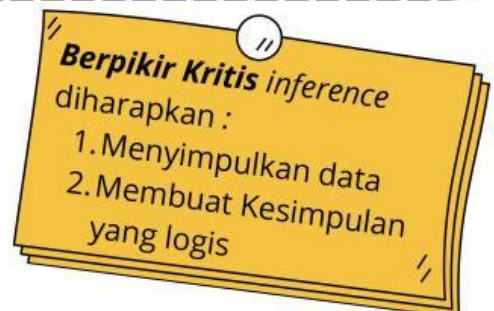 Berpikir Kritis inference
diharapkan :
1. Menyimpulkan data
2. Membuat Kesimpulan
yang logis